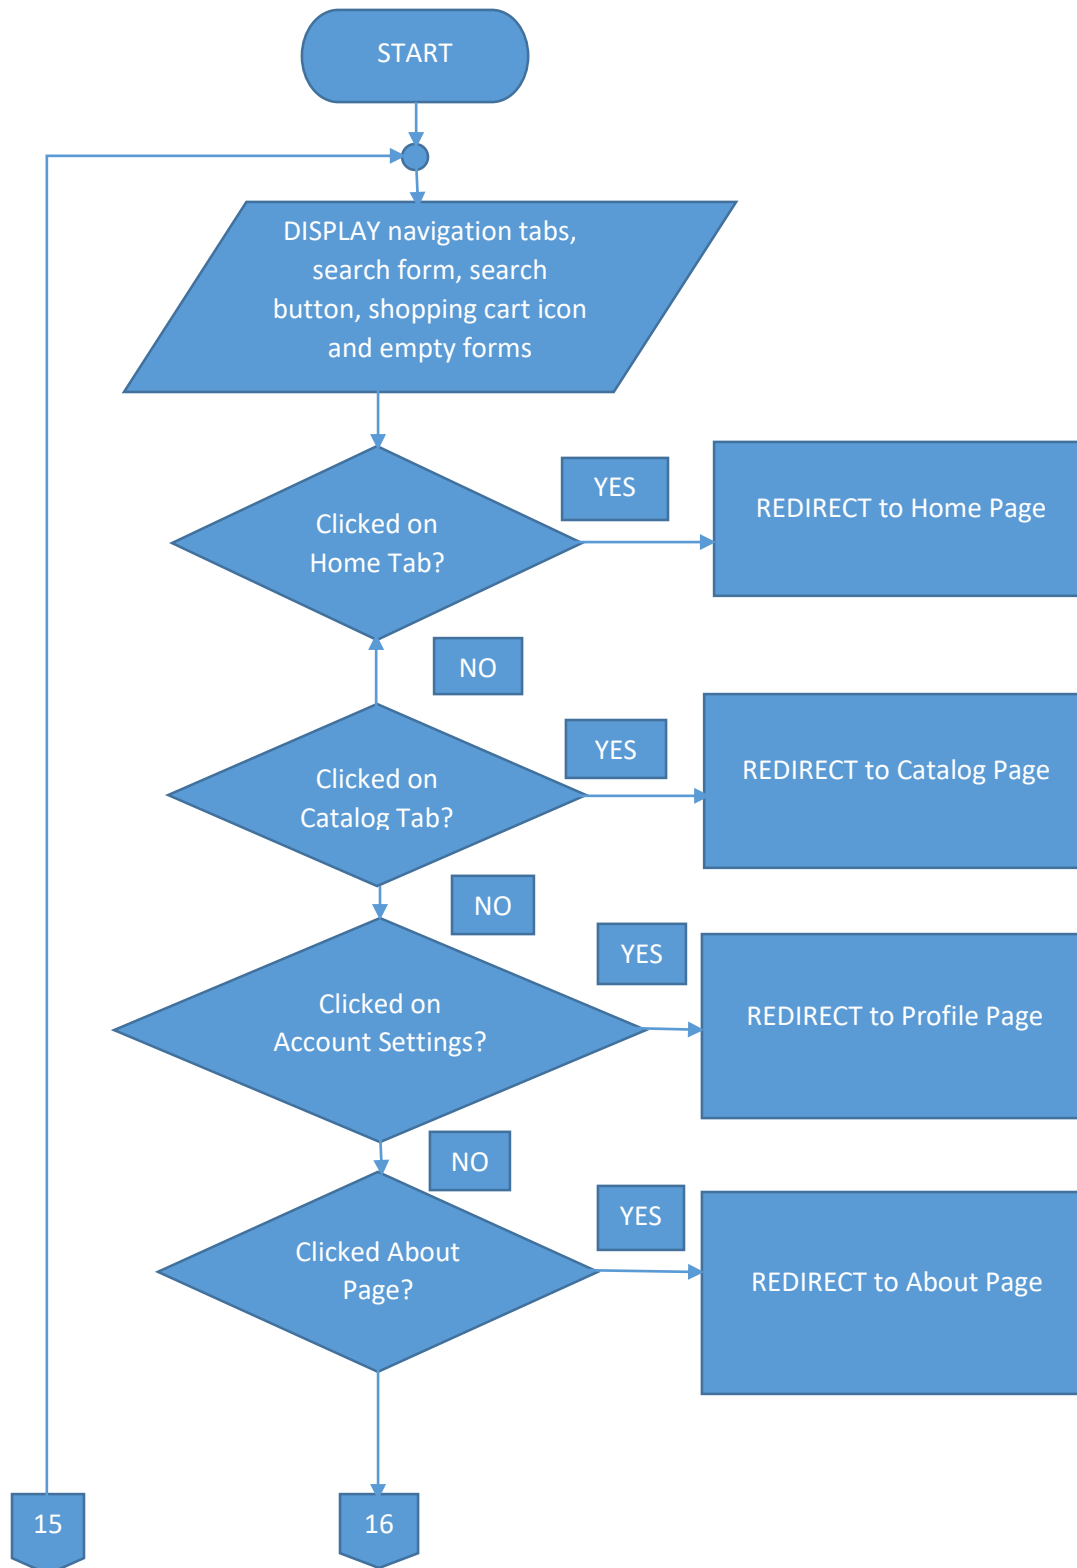 START
DISPLAY navigation tabs,
search form, search
button, shopping cart icon
and empty forms
YES
REDIRECT to Home Page
Clicked on
Home Tab?
NO
YES
REDIRECT to Catalog Page
Clicked on
Catalog Tab?
NO
YES
REDIRECT to Profile Page
Clicked on
Account Settings?
NO
YES
REDIRECT to About Page
Clicked About
Page?
15
16